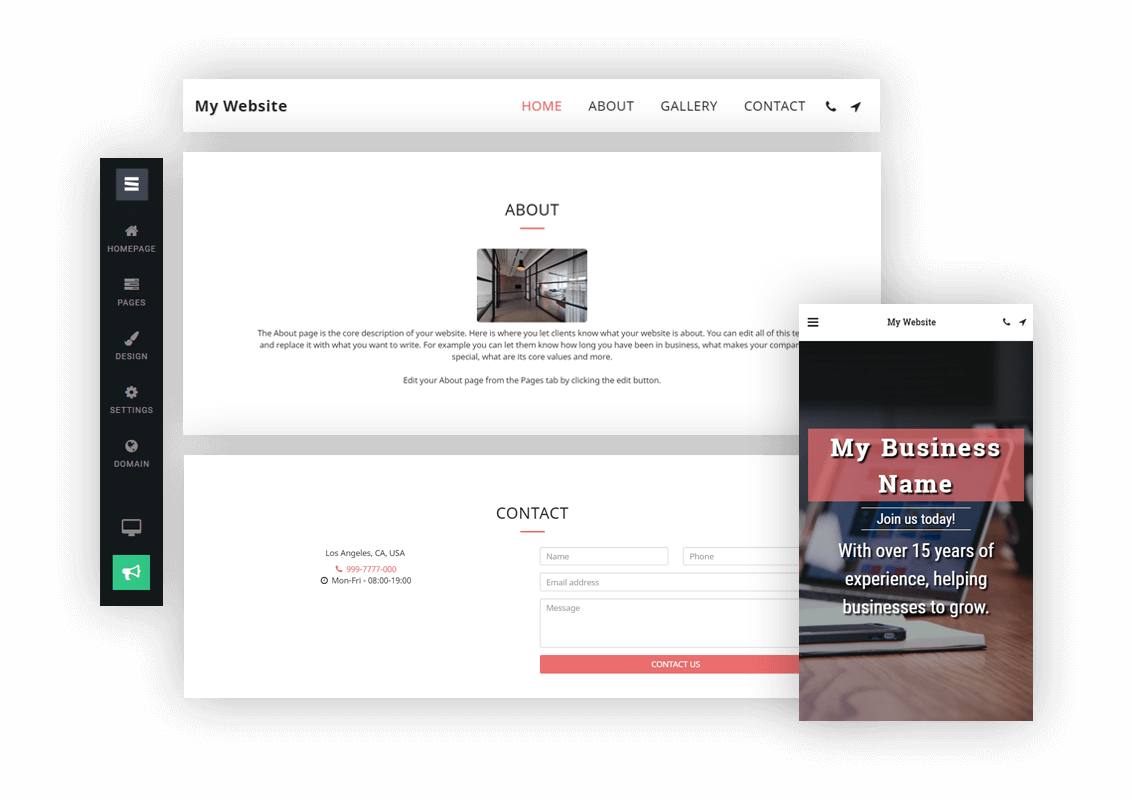 My Website
HOME ABOUT GALLERY CONTACT
HOMEPAGE
PAGES
DESIGN
SETTINGS
DOMAIN
ABOUT
The About page is the core description of your website. Here is where you let clients know what your website is about. You can edit all of this te
and replace it with what you want to write. For example you can let them know how long you have been in business, what makes your compar
special, what are its core values and more.
Edit your About page from the Pages tab by clicking the edit button.
CONTACT
Los Angeles, CA, USA
999-7777-000
Mon-Fri - 08:00-19:00
Name Phone
Email address
Message
CONTACT US
My Website
My Business
Name
Join us today!
With over 15 years of
experience, helping
businesses to grow.